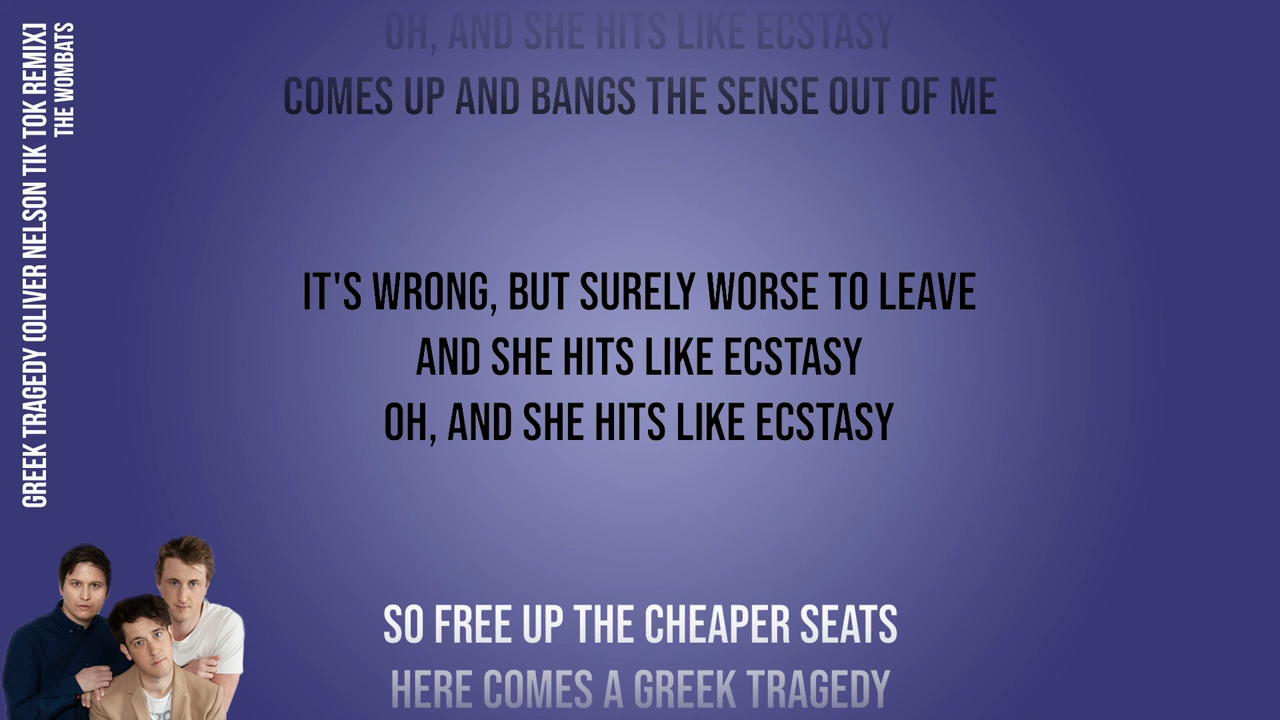 GREEK TRAGEDY (OLIVER NELSON TIK TOK REMIX)
THE WOMBATS
OH, AND SHE HITS LIKE ECSTASY
COMES UP AND BANGS THE SENSE OUT OF ME
IT'S WRONG, BUT SURELY WORSE TO LEAVE
AND SHE HITS LIKE ECSTASY
OH, AND SHE HITS LIKE ECSTASY
SO FREE UP THE CHEAPER SEATS
HERE COMES A GREEK TRAGEDY